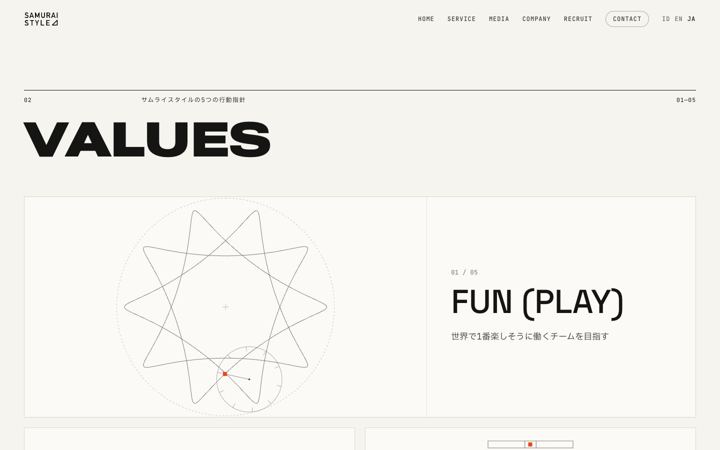 SAMURAI
STYLE
HOME SERVICE MEDIA COMPANY RECRUIT CONTACT ID EN JA
02 サムライスタイルの5つの行動指針 01—05
VALUES
01 / 05
FUN (PLAY)
世界で1番楽しそうに働くチームを目指す